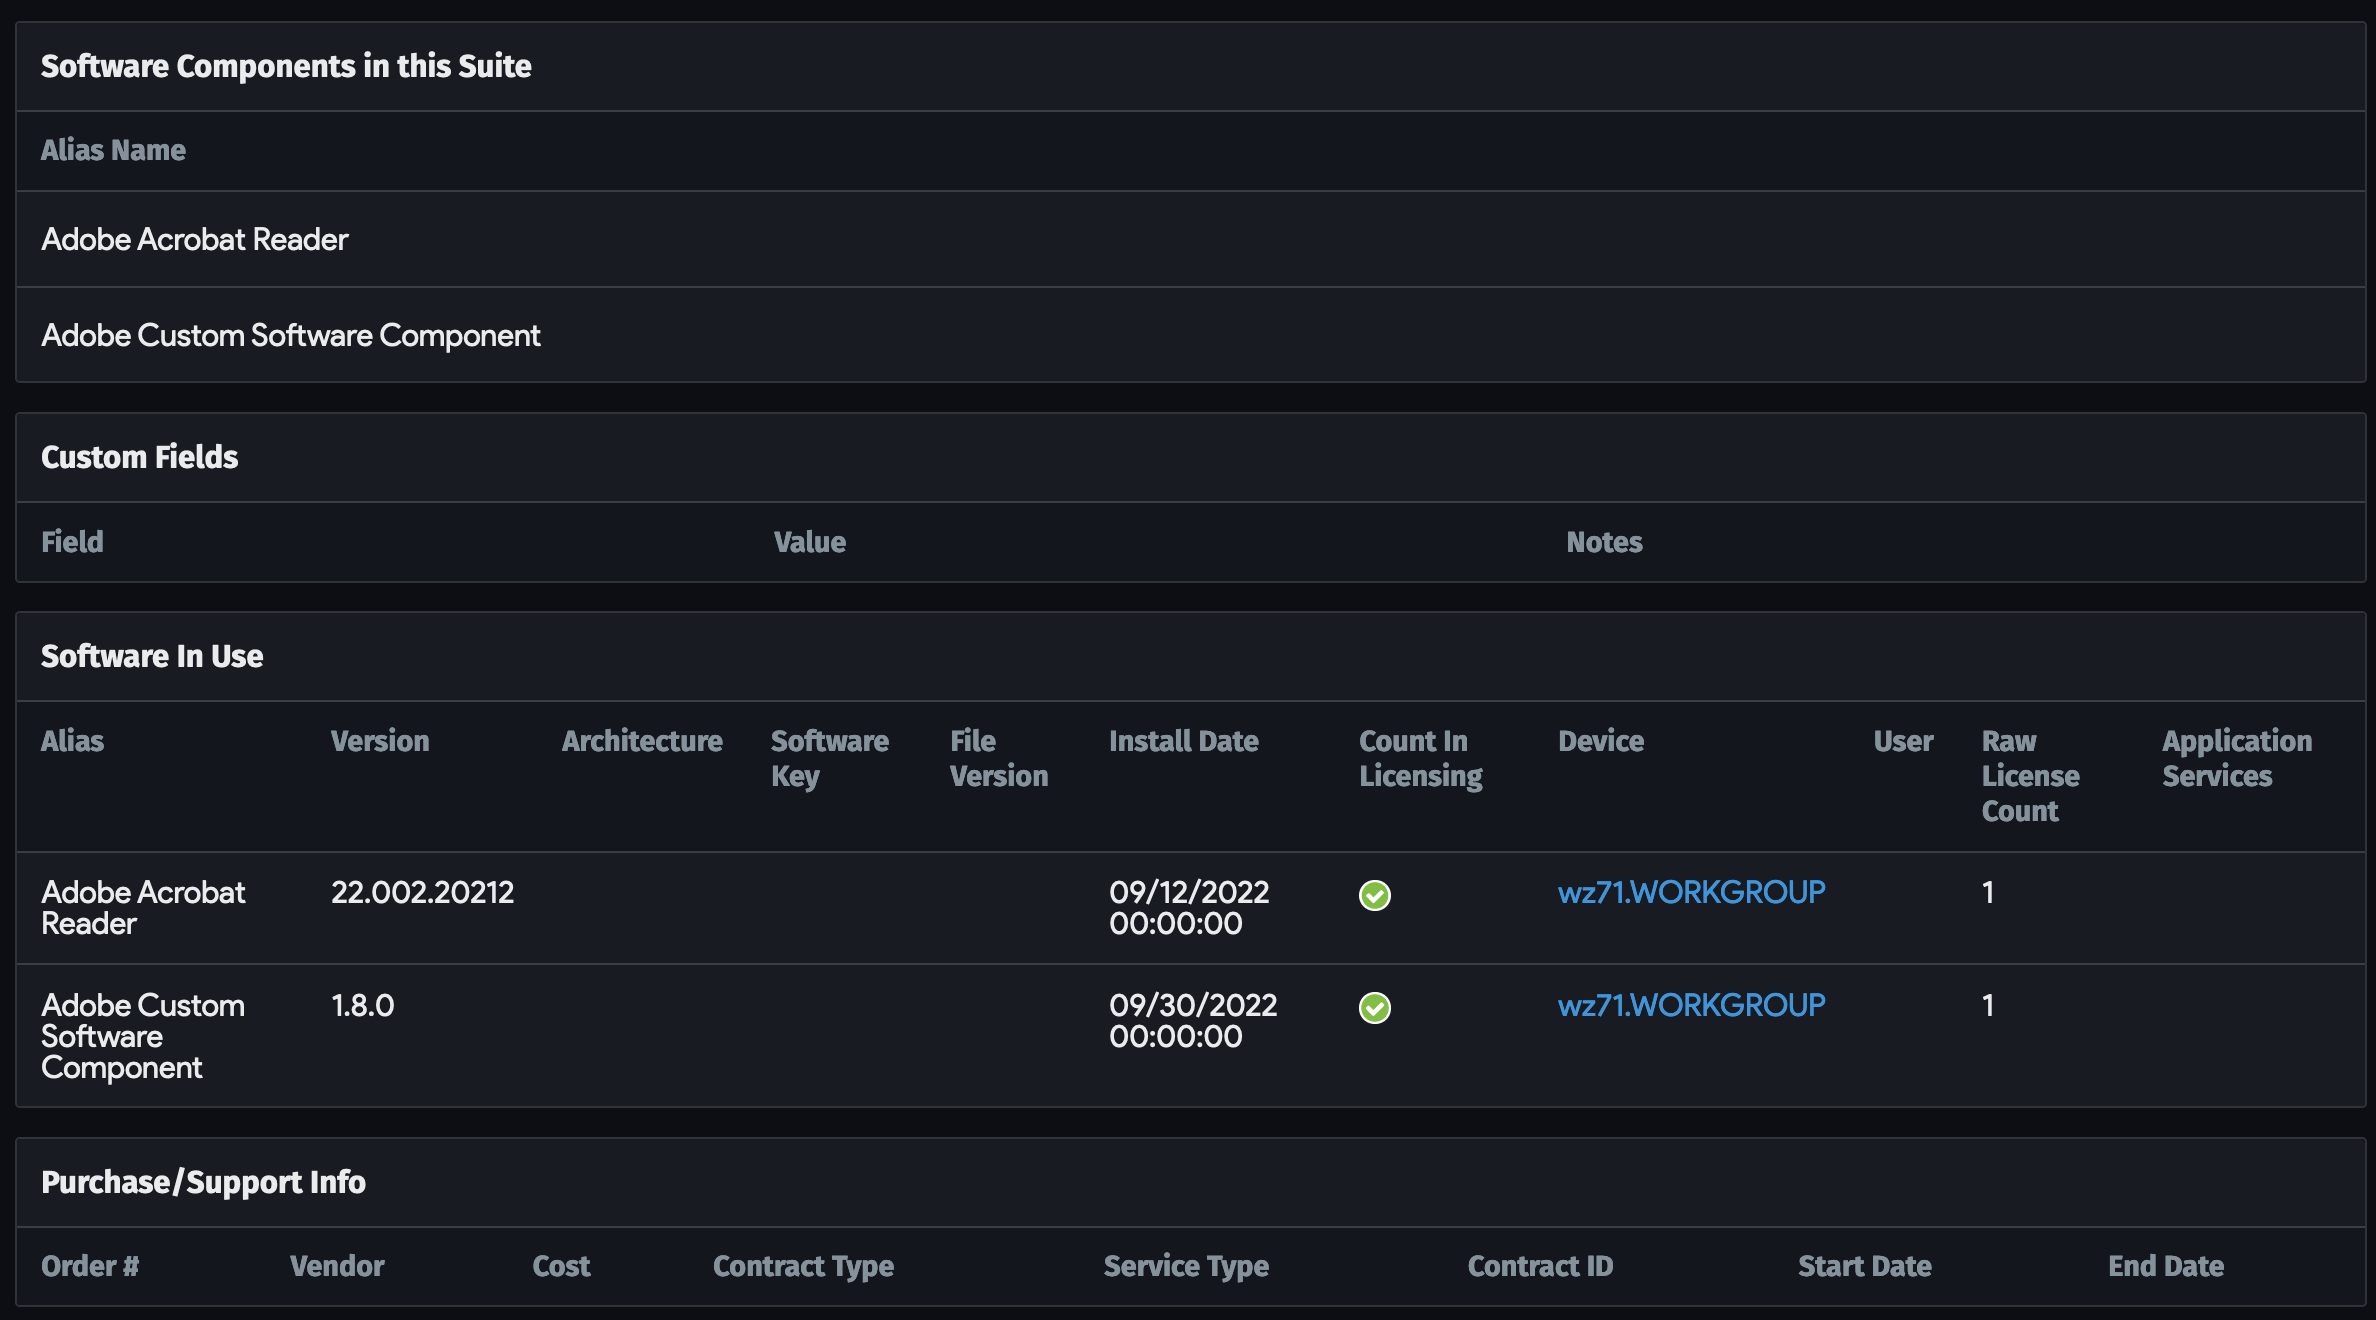 Software Components in this Suite
Alias Name
Adobe Acrobat Reader
Adobe Custom Software Component
Custom Fields
Field Value Notes
Software In Use
Alias Version Architecture Software Key File Version Install Date Count In Licensing Device User Raw License Count Application Services
Adobe Acrobat Reader 22.002.20212 09/12/2022 00:00:00 wz71.WORKGROUP 1
Adobe Custom Software Component 1.8.0 09/30/2022 00:00:00 wz71.WORKGROUP 1
Purchase/Support Info
Order # Vendor Cost Contract Type Service Type Contract ID Start Date End Date